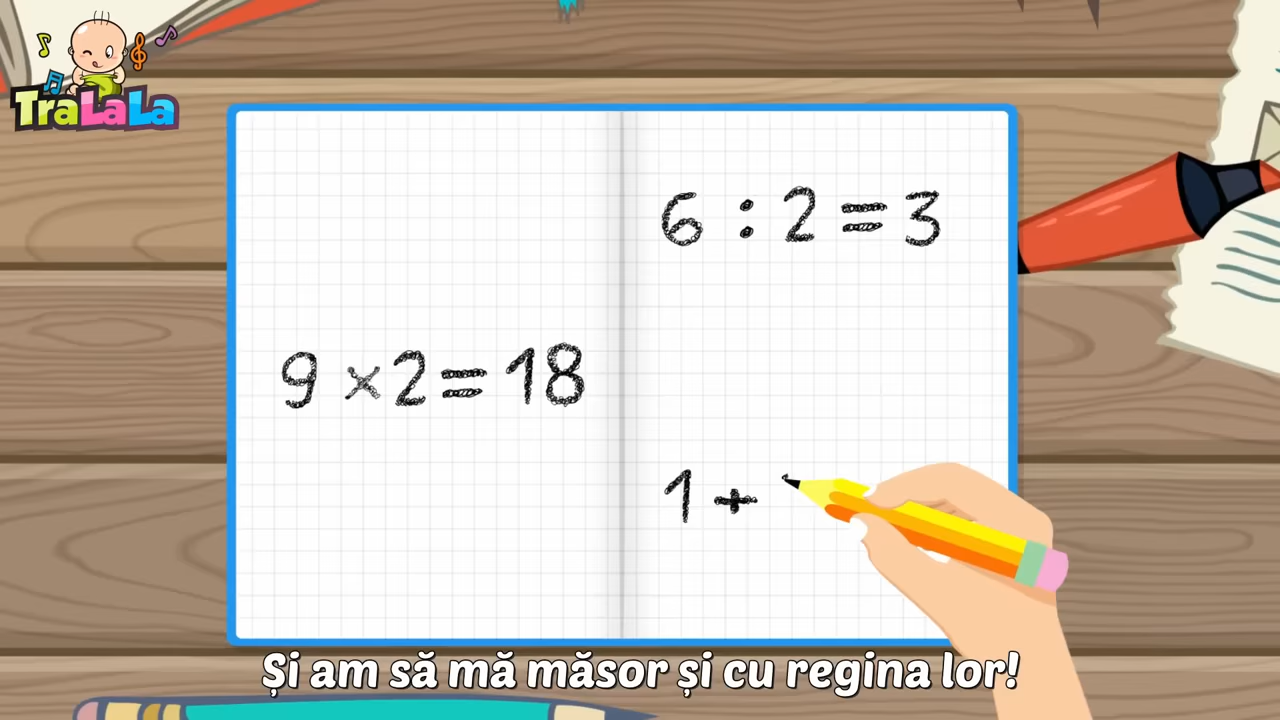 TraLaLa
9 × 2 = 18
6 : 2 = 3
1 +
Și am să mă măsor și cu regina lor!